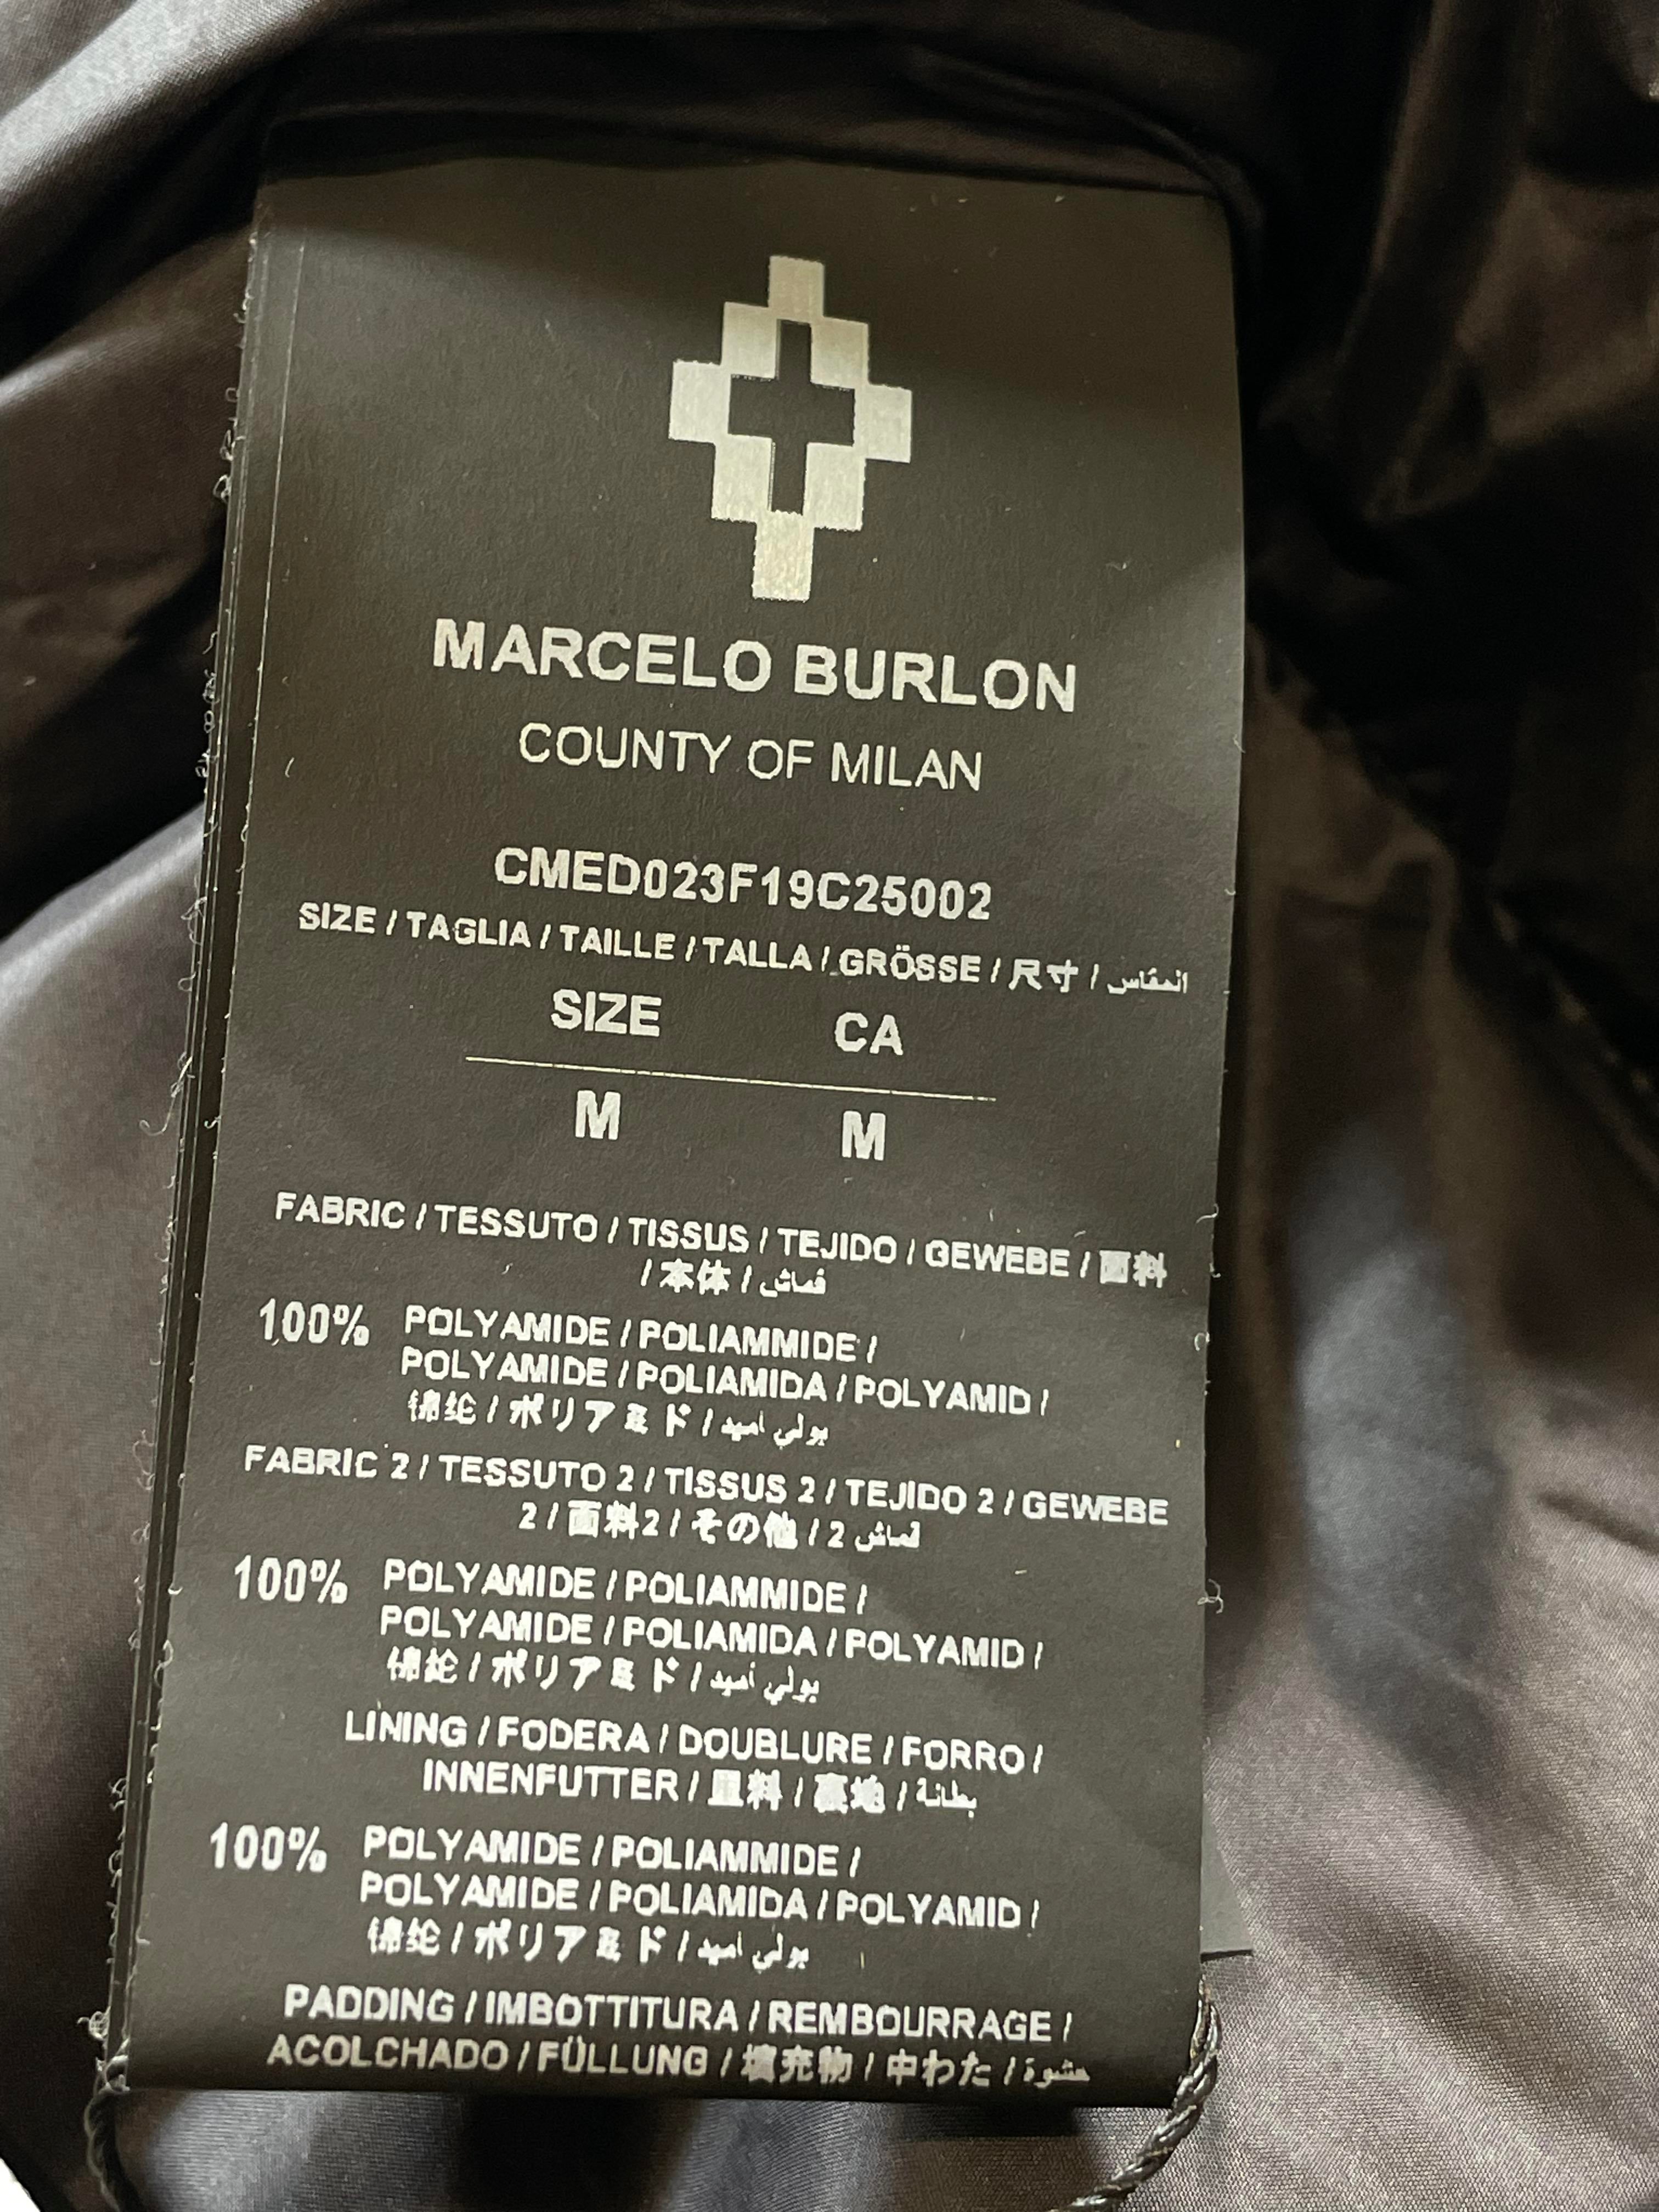 MARCELO BURLON
COUNTY OF MILAN
CMED023F19C25002
SIZE / TAGLIA / TAILLE / TALLA / GRÖSSE / 尺寸 / المقاس
SIZE CA
M M
FABRIC / TESSUTO / TISSUS / TEJIDO / GEWEBE / 面料
/ 本体 / قماش
100% POLYAMIDE / POLIAMMIDE /
POLYAMIDE / POLIAMIDA / POLYAMID /
锦纶 / ポリアミド / بولي أميد
FABRIC 2 / TESSUTO 2 / TISSUS 2 / TEJIDO 2 / GEWEBE
2 / 面料2 / その他 / 2 قماش
100% POLYAMIDE / POLIAMMIDE /
POLYAMIDE / POLIAMIDA / POLYAMID /
锦纶 / ポリアミド / بولي أميد
LINING / FODERA / DOUBLURE / FORRO /
INNENFUTTER / 里料 / 裏地 / بطانة
100% POLYAMIDE / POLIAMMIDE /
POLYAMIDE / POLIAMIDA / POLYAMID /
锦纶 / ポリアミド / بولي أميد
PADDING / IMBOTTITURA / REMBOURRAGE /
ACOLCHADO / FÜLLUNG / 填充物 / 中わた / حشوة